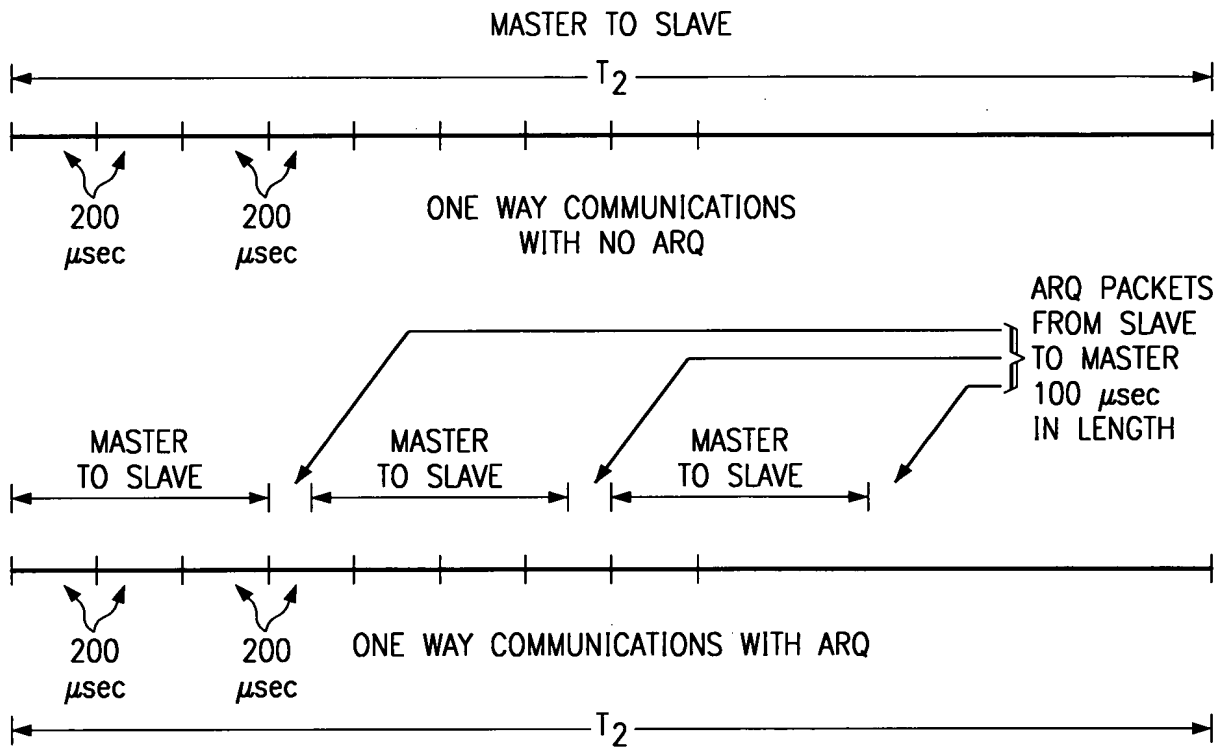 MASTER TO SLAVE
T2
200
μsec
200
μsec
ONE WAY COMMUNICATIONS
WITH NO ARQ
ARQ PACKETS
FROM SLAVE
TO MASTER
100 μsec
IN LENGTH
MASTER
TO SLAVE
MASTER
TO SLAVE
MASTER
TO SLAVE
200
μsec
200
μsec
ONE WAY COMMUNICATIONS WITH ARQ
T2